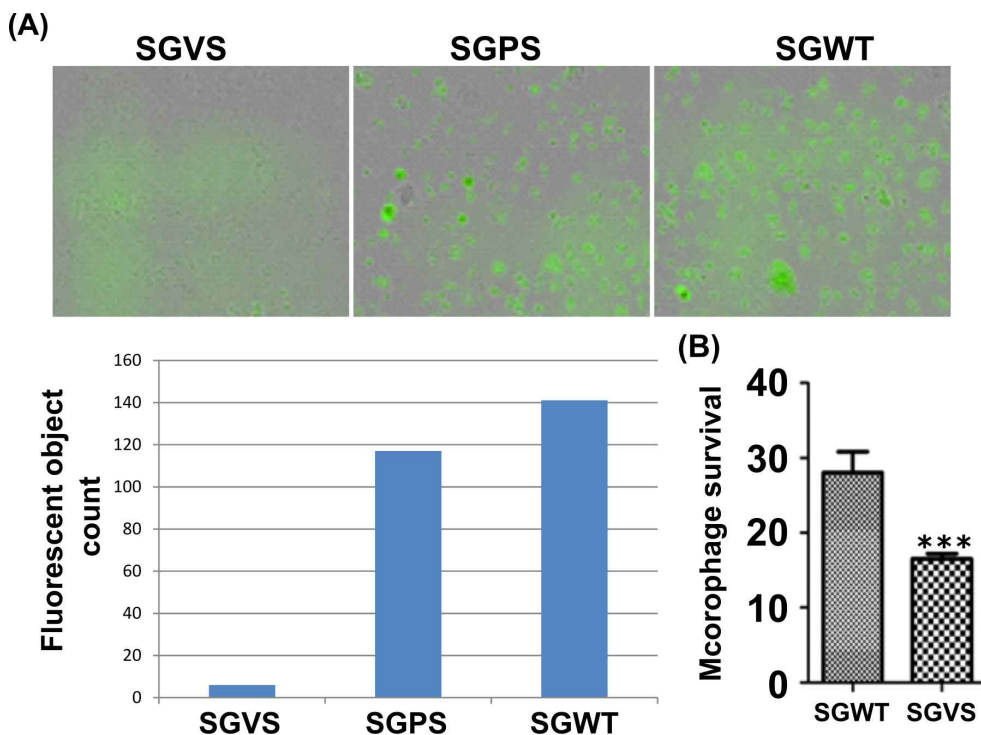 (A)
SGVS SGPS SGWT
Fluorescent object
count
160
140
120
100
80
60
40
20
0
SGVS SGPS SGWT
(B)
Mcorophage survival
40
30
20
10
0
***
SGWT SGVS